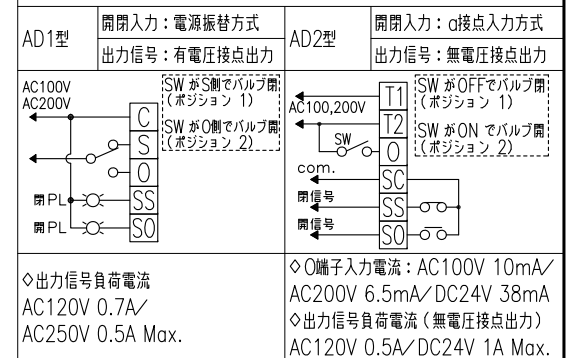 AD1型
開閉入力：電源振替方式
出力信号：有電圧接点出力
AD2型
開閉入力：a接点入力方式
出力信号：無電圧接点出力
AC100V
AC200V
SW がS側でバルブ閉
(ポジション 1)
SW がO側でバルブ開
(ポジション 2)
C
S
O
SS
SO
閉PL
開PL
SW がOFFでバルブ閉
(ポジション 1)
SW がON でバルブ開
(ポジション 2)
AC100,200V
T1
T2
SW
O
com.
SC
閉信号
SS
開信号
SO
◇出力信号負荷電流
AC120V 0.7A/
AC250V 0.5A Max.
◇O端子入力電流：AC100V 10mA/
AC200V 6.5mA/DC24V 38mA
◇出力信号負荷電流（無電圧接点出力）
AC120V 0.5A/DC24V 1A Max.